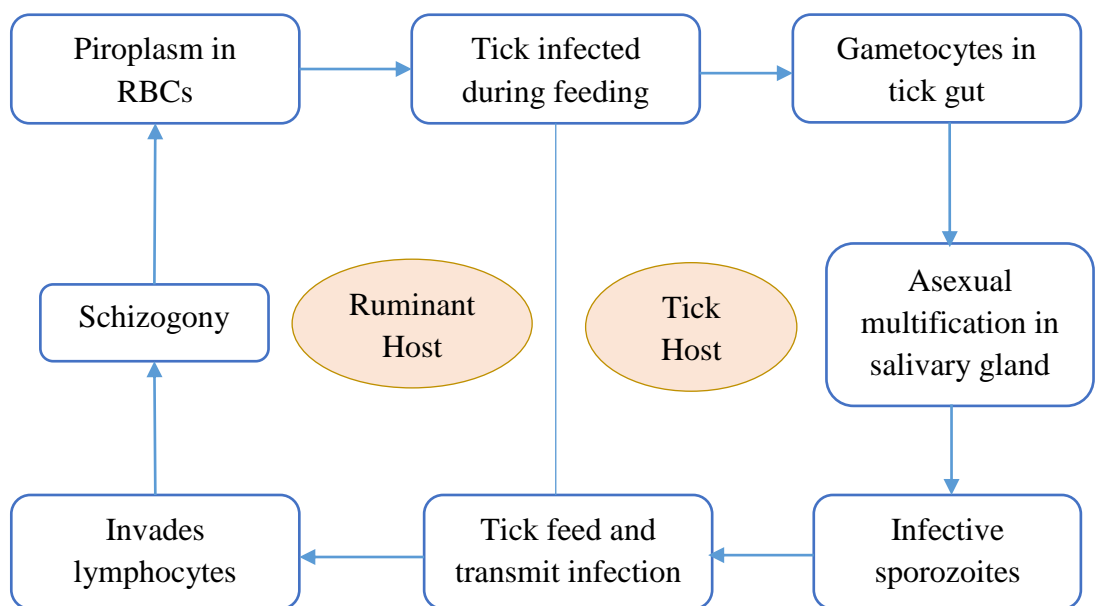 Piroplasm in
RBCs
Tick infected
during feeding
Gametocytes in
tick gut
Schizogony
Ruminant
Host
Tick
Host
Asexual
multification in
salivary gland
Invades
lymphocytes
Tick feed and
transmit infection
Infective
sporozoites